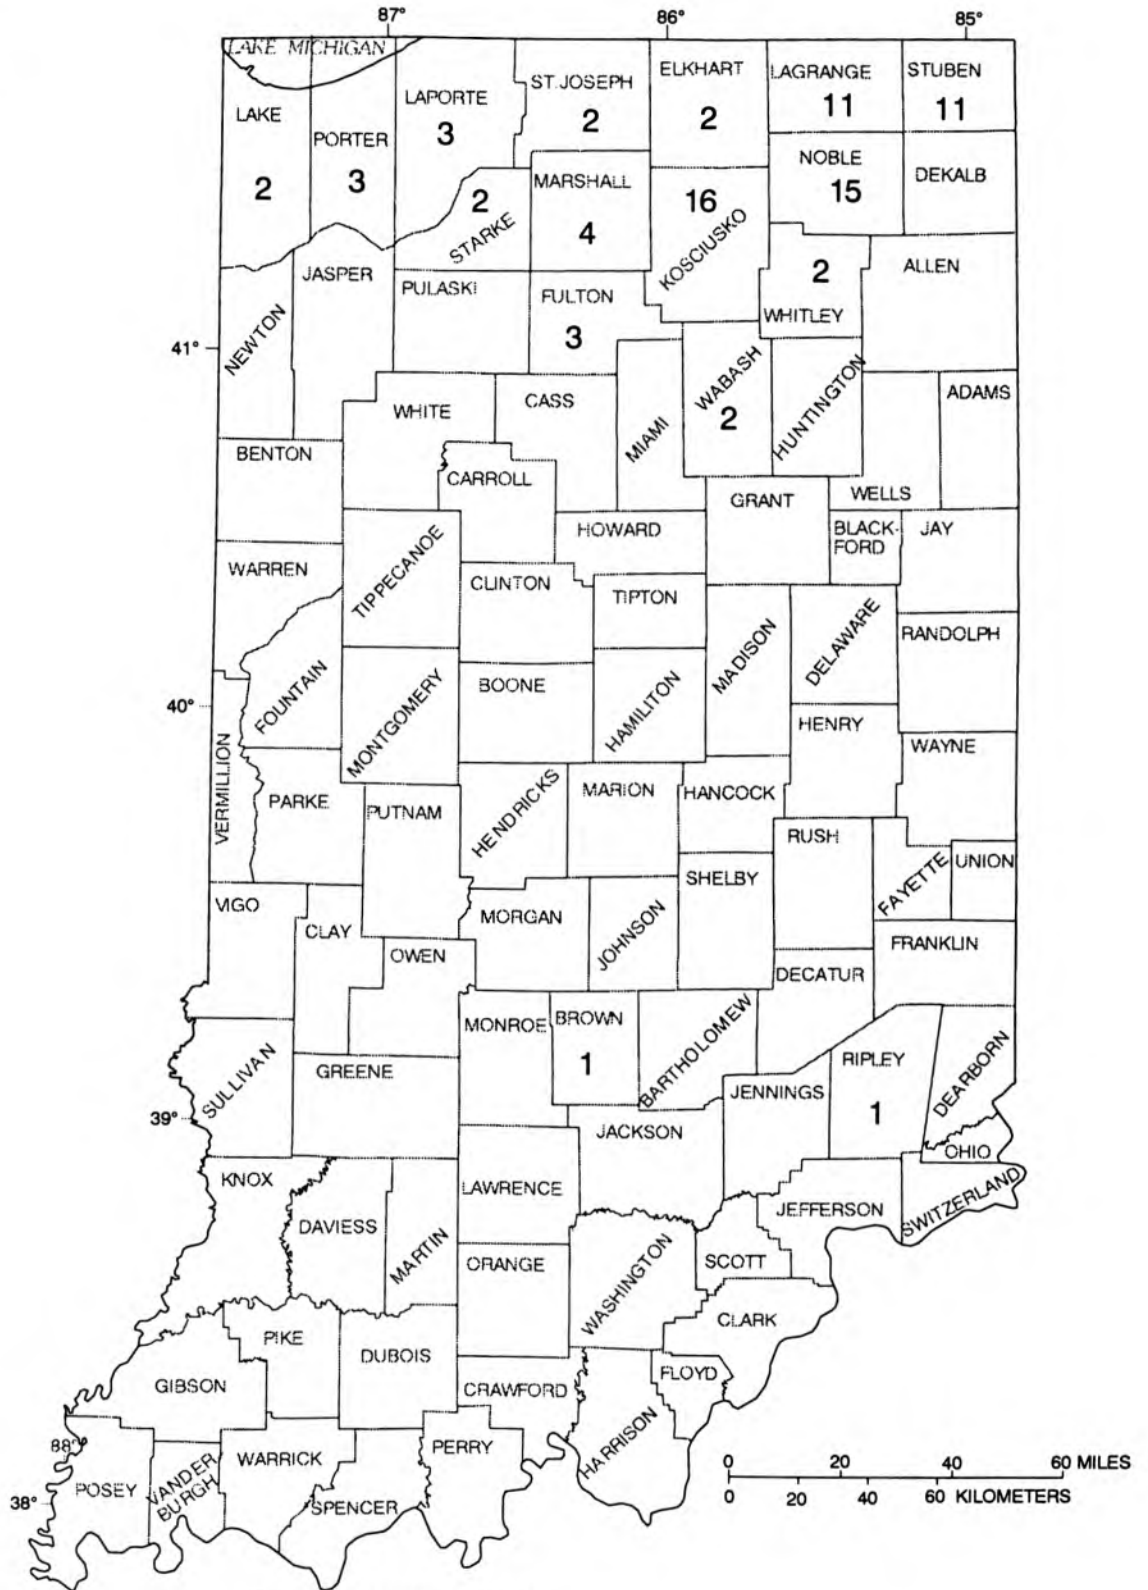 87° 86° 85°
LAKE MICHIGAN
LAKE
2
PORTER
3
LAPORTE
3
ST. JOSEPH
2
ELKHART
2
LAGRANGE
11
STUBEN
11
2
STARKE
MARSHALL
4
16
KOSCIUSKO
NOBLE
15
DEKALB
JASPER
PULASKI
FULTON
3
2
WHITLEY
ALLEN
41°
NEWTON
WHITE
CASS
MIAMI
WABASH
2
HUNTINGTON
WELLS
ADAMS
BENTON
CARROLL
GRANT
HOWARD
BLACK-
FORD
JAY
WARREN
TIPPECANOE
CLINTON
TIPTON
MADISON
DELAWARE
RANDOLPH
40°
FOUNTAIN
MONTGOMERY
BOONE
HAMILITON
HENRY
WAYNE
VERMILLION
PARKE
PUTNAM
HENDRICKS
MARION
HANCOCK
RUSH
FAYETTE
UNION
VIGO
CLAY
OWEN
MORGAN
JOHNSON
SHELBY
DECATUR
FRANKLIN
SULLIVAN
GREENE
MONROE
BROWN
1
BARTHOLOMEW
JENNINGS
RIPLEY
1
DEARBORN
OHIO
39°
KNOX
DAVIESS
MARTIN
LAWRENCE
JACKSON
JEFFERSON
SWITZERLAND
ORANGE
WASHINGTON
SCOTT
CLARK
GIBSON
PIKE
DUBOIS
CRAWFORD
FLOYD
HARRISON
88°
38°
POSEY
VANDER
BURGH
WARRICK
SPENCER
PERRY
0 20 40 60 MILES
0 20 40 60 KILOMETERS